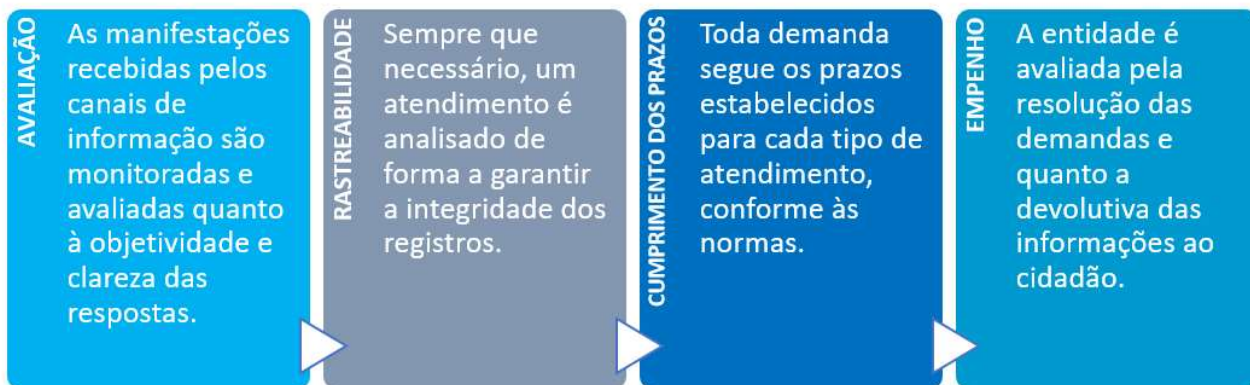 AVALIAÇÃO
As manifestações
recebidas pelos
canais de
informação são
monitoradas e
avaliadas quanto
à objetividade e
clareza das
respostas.
RASTREABILIDADE
Sempre que
necessário, um
atendimento é
analisado de
forma a garantir
a integridade dos
registros.
CUMPRIMENTO DOS PRAZOS
Toda demanda
segue os prazos
estabelecidos
para cada tipo de
atendimento,
conforme às
normas.
EMPENHO
A entidade é
avaliada pela
resolução das
demandas e
quanto a
devolutiva das
informações ao
cidadão.